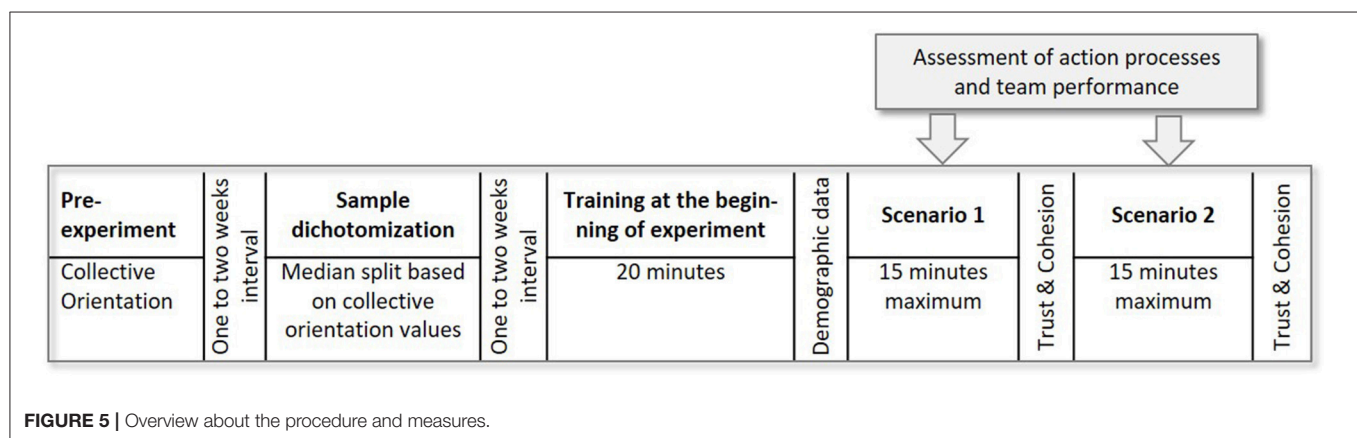 Assessment of action processes
and team performance
Pre-
experiment
Collective
Orientation
One to two weeks
interval
Sample
dichotomization
Median split based
on collective
orientation values
One to two weeks
interval
Training at the begin-
ning of experiment
20 minutes
Demographic data
Scenario 1
15 minutes
maximum
Trust & Cohesion
Scenario 2
15 minutes
maximum
Trust & Cohesion
FIGURE 5 | Overview about the procedure and measures.